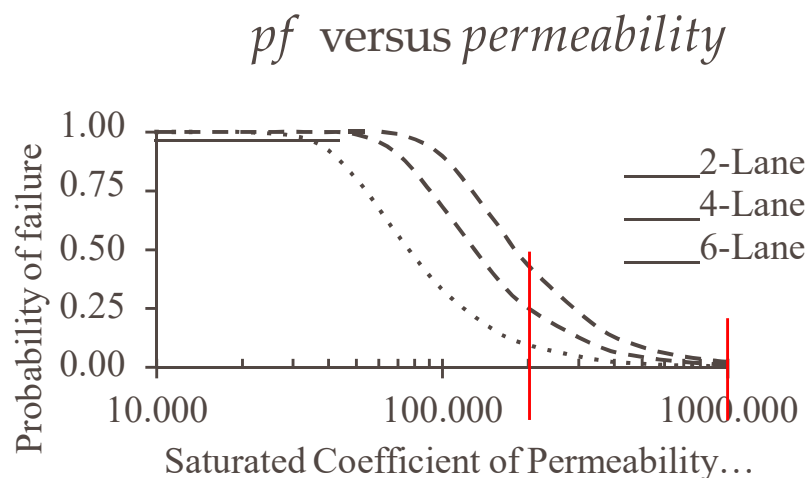 pf versus permeability
1.00
0.75
0.50
0.25
0.00
Probability of failure
2-Lane
4-Lane
6-Lane
10.000 100.000 1000.000
Saturated Coefficient of Permeability…